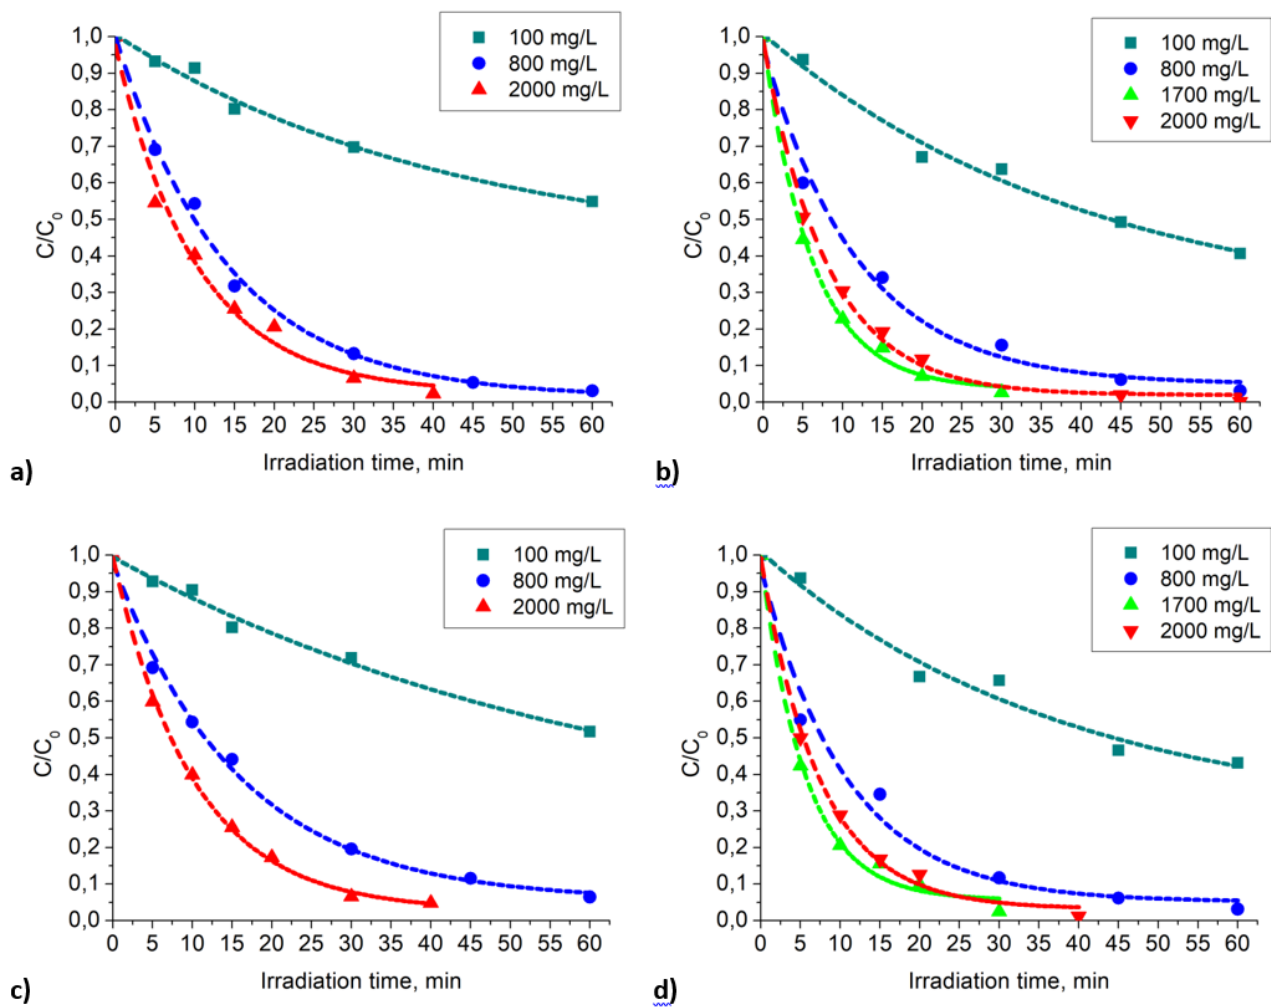 100 mg/L
800 mg/L
2000 mg/L
1,0
0,9
0,8
0,7
0,6
0,5
0,4
0,3
0,2
0,1
0,0
C/C0
0 5 10 15 20 25 30 35 40 45 50 55 60
Irradiation time, min
a)
100 mg/L
800 mg/L
1700 mg/L
2000 mg/L
1,0
0,9
0,8
0,7
0,6
0,5
0,4
0,3
0,2
0,1
0,0
C/C0
0 5 10 15 20 25 30 35 40 45 50 55 60
Irradiation time, min
b)
100 mg/L
800 mg/L
2000 mg/L
1,0
0,9
0,8
0,7
0,6
0,5
0,4
0,3
0,2
0,1
0,0
C/C0
0 5 10 15 20 25 30 35 40 45 50 55 60
Irradiation time, min
c)
100 mg/L
800 mg/L
1700 mg/L
2000 mg/L
1,0
0,9
0,8
0,7
0,6
0,5
0,4
0,3
0,2
0,1
0,0
C/C0
0 5 10 15 20 25 30 35 40 45 50 55 60
Irradiation time, min
d)